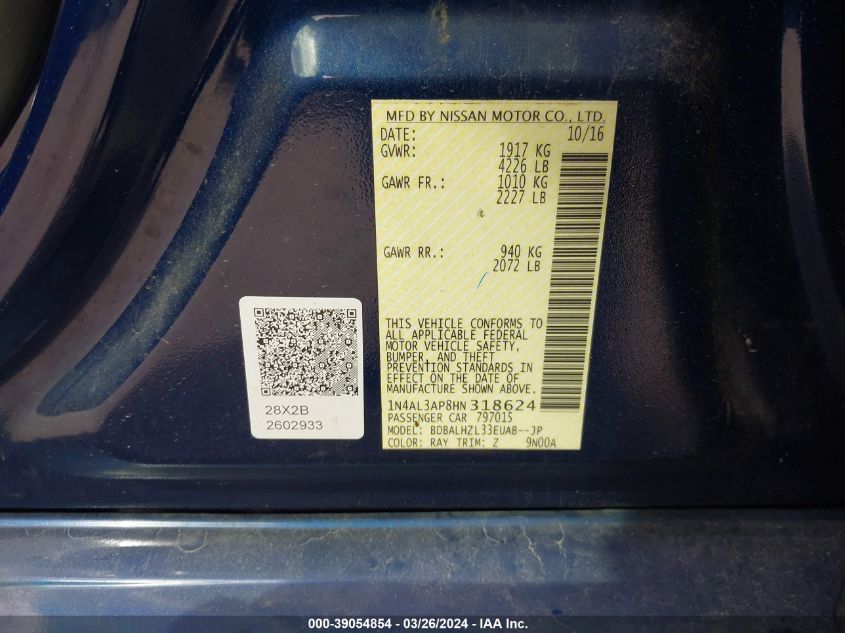 MFD BY NISSAN MOTOR CO., LTD.
DATE: 10/16
GVWR: 1917 KG
4226 LB
GAWR FR.: 1010 KG
2227 LB
GAWR RR.: 940 KG
2072 LB
THIS VEHICLE CONFORMS TO
ALL APPLICABLE FEDERAL
MOTOR VEHICLE SAFETY,
BUMPER, AND THEFT
PREVENTION STANDARDS IN
EFFECT ON THE DATE OF
MANUFACTURE SHOWN ABOVE.
1N4AL3AP8HN318624
PASSENGER CAR 797015
MODEL: BDBALHZL33EUAB--JP
COLOR: RAY TRIM: Z 9N00A
28X2B
2602933
000-39054854 - 03/26/2024 - IAA Inc.